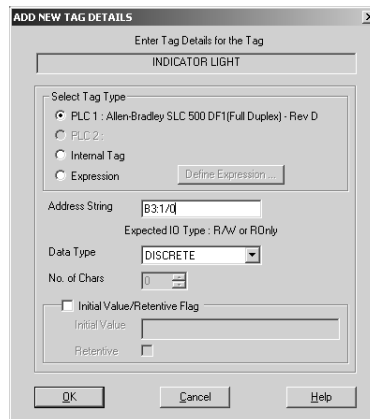 ADD NEW TAG DETAILS
Enter Tag Details for the Tag
INDICATOR LIGHT
Select Tag Type
PLC 1 : Allen-Bradley SLC 500 DF1(Full Duplex) - Rev D
PLC 2 :
Internal Tag
Expression
Define Expression ...
Address String
B3:1/0
Expected IO Type : R/W or ROnly
Data Type
DISCRETE
No. of Chars
0
Initial Value/Retentive Flag
Initial Value
Retentive
OK
Cancel
Help